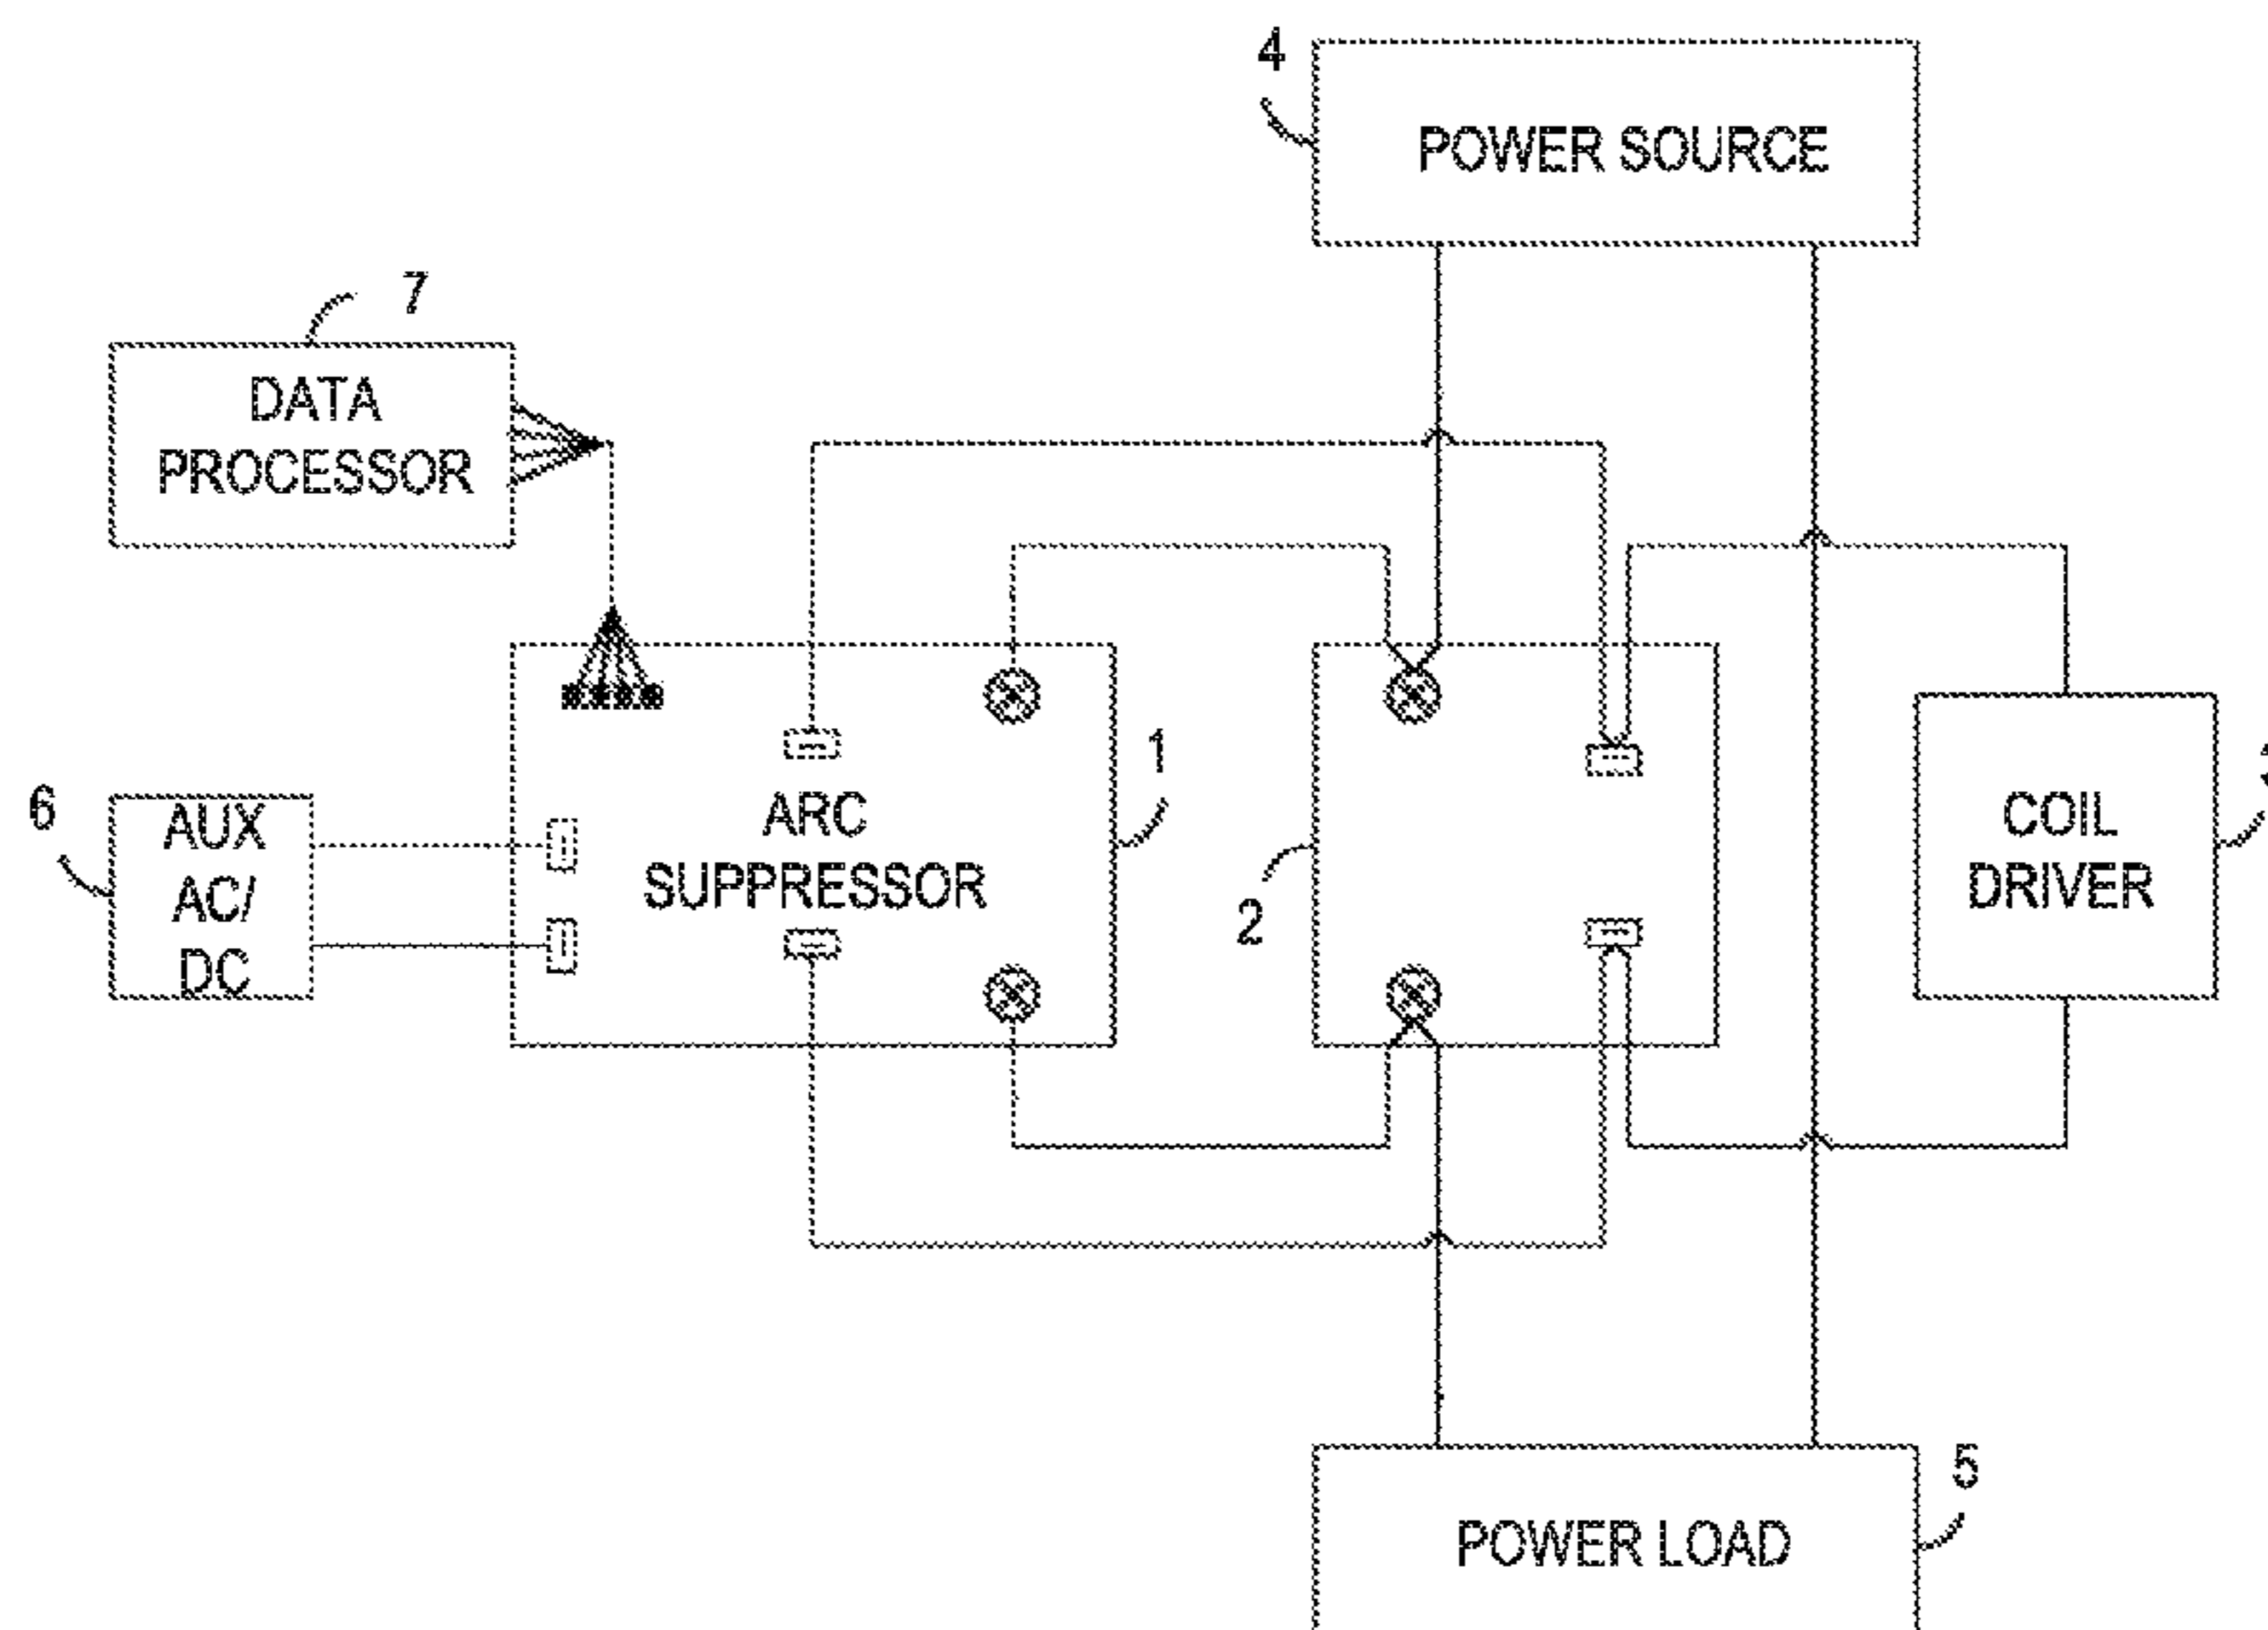 4
POWER SOURCE
7
DATA
PROCESSOR
1
6
AUX
AC/
DC
ARC
SUPPRESSOR
2
COIL
DRIVER
5
POWER LOAD